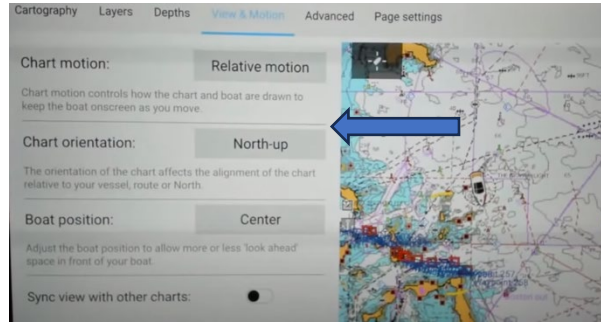 Cartography Layers Depths View & Motion Advanced Page settings
Chart motion: Relative motion
Chart motion controls how the chart and boat are drawn to
keep the boat onscreen as you move.
Chart orientation: North-up
The orientation of the chart affects the alignment of the chart
relative to your vessel, route or North.
Boat position: Center
Adjust the boat position to allow more or less 'look ahead'
space in front of your boat.
Sync view with other charts: